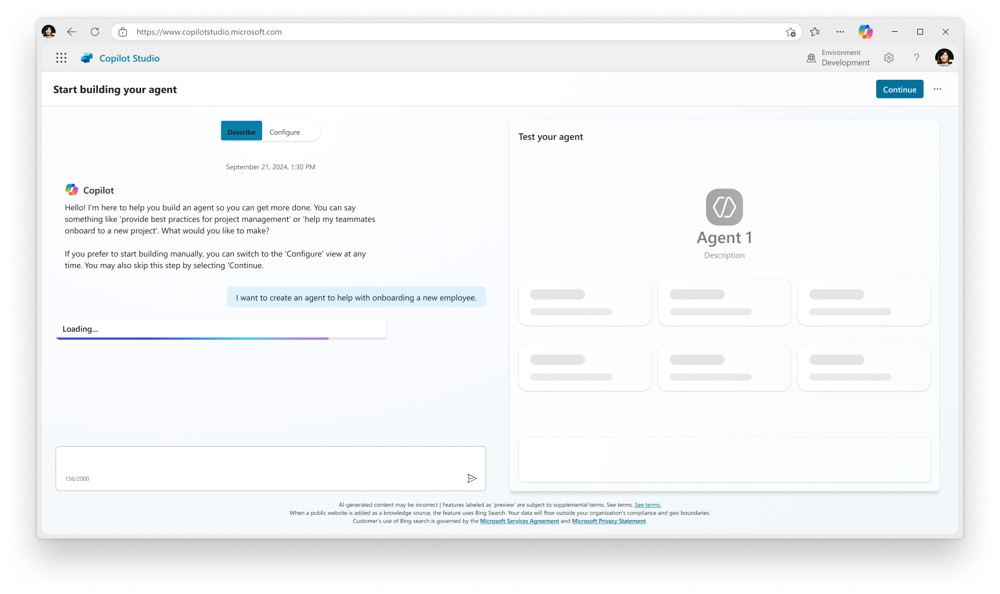 https://www.copilotstudio.microsoft.com
Copilot Studio
Environment
Development
?
Start building your agent
Continue
Describe
Configure
September 21, 2024, 1:30 PM
Copilot
Hello! I'm here to help you build an agent so you can get more done. You can say
something like 'provide best practices for project management' or 'help my teammates
onboard to a new project'. What would you like to make?
If you prefer to start building manually, you can switch to the 'Configure' view at any
time. You may also skip this step by selecting 'Continue.
I want to create an agent to help with onboarding a new employee.
Loading...
156/2000
Test your agent
Agent 1
Description
AI-generated content may be incorrect | Features labeled as 'preview' are subject to supplemental terms. See terms. See terms.
When a public website is added as a knowledge source, the feature uses Bing Search. Your data will flow outside your organization's compliance and geo boundaries.
Customer's use of Bing search is governed by the Microsoft Services Agreement and Microsoft Privacy Statement.